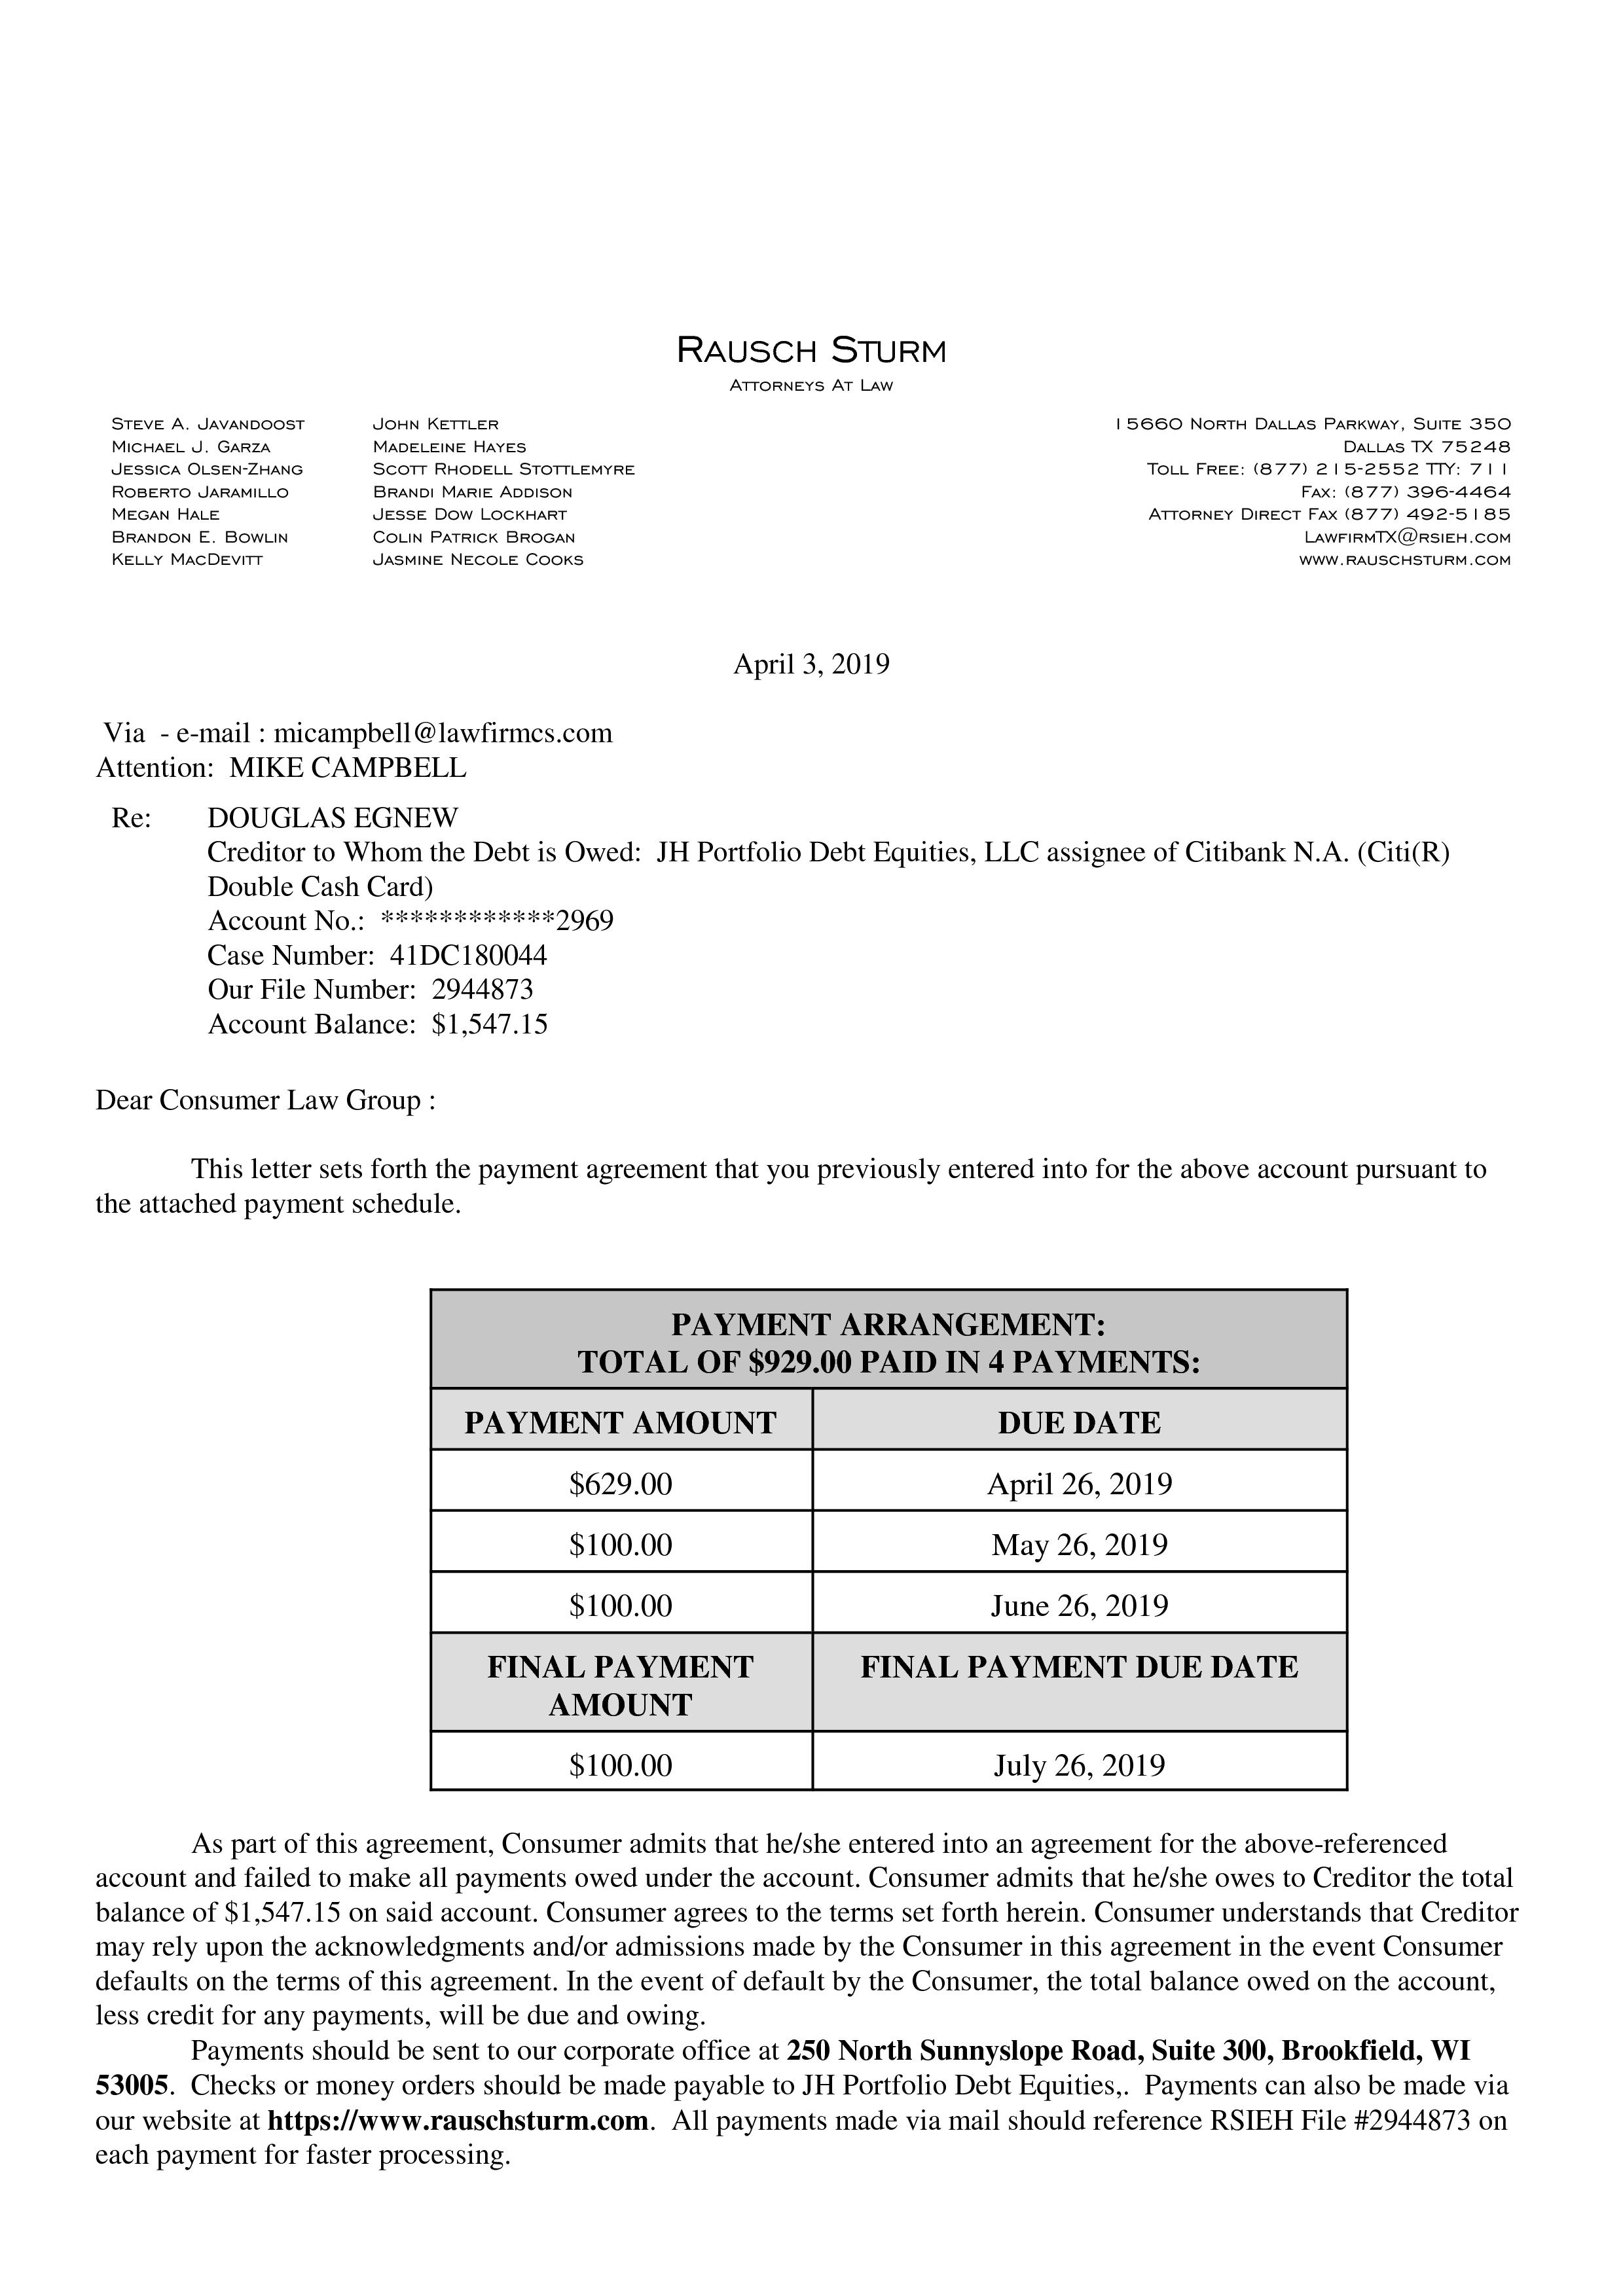 RAUSCH STURM
ATTORNEYS AT LAW
STEVE A. JAVANDOOST
MICHAEL J. GARZA
JESSICA OLSEN-ZHANG
ROBERTO JARAMILLO
MEGAN HALE
BRANDON E. BOWLIN
KELLY MACDEVITT
JOHN KETTLER
MADELEINE HAYES
SCOTT RHODELL STOTTLEMYRE
BRANDI MARIE ADDISON
JESSE DOW LOCKHART
COLIN PATRICK BROGAN
JASMINE NECOLE COOKS
15660 NORTH DALLAS PARKWAY, SUITE 350
DALLAS TX 75248
TOLL FREE: (877) 215-2552 TTY: 711
FAX: (877) 396-4464
ATTORNEY DIRECT FAX (877) 492-5185
LAWFIRMTX@RSIEH.COM
WWW.RAUSCHSTURM.COM
April 3, 2019
Via - e-mail : micampbell@lawfirmcs.com
Attention: MIKE CAMPBELL
Re: DOUGLAS EGNEW
Creditor to Whom the Debt is Owed: JH Portfolio Debt Equities, LLC assignee of Citibank N.A. (Citi(R)
Double Cash Card)
Account No.: ************2969
Case Number: 41DC180044
Our File Number: 2944873
Account Balance: $1,547.15
Dear Consumer Law Group :
This letter sets forth the payment agreement that you previously entered into for the above account pursuant to
the attached payment schedule.
PAYMENT ARRANGEMENT:
TOTAL OF $929.00 PAID IN 4 PAYMENTS:
PAYMENT AMOUNT DUE DATE
$629.00 April 26, 2019
$100.00 May 26, 2019
$100.00 June 26, 2019
FINAL PAYMENT FINAL PAYMENT DUE DATE
AMOUNT
$100.00 July 26, 2019
As part of this agreement, Consumer admits that he/she entered into an agreement for the above-referenced
account and failed to make all payments owed under the account. Consumer admits that he/she owes to Creditor the total
balance of $1,547.15 on said account. Consumer agrees to the terms set forth herein. Consumer understands that Creditor
may rely upon the acknowledgments and/or admissions made by the Consumer in this agreement in the event Consumer
defaults on the terms of this agreement. In the event of default by the Consumer, the total balance owed on the account,
less credit for any payments, will be due and owing.
Payments should be sent to our corporate office at 250 North Sunnyslope Road, Suite 300, Brookfield, WI
53005. Checks or money orders should be made payable to JH Portfolio Debt Equities,. Payments can also be made via
our website at https://www.rauschsturm.com. All payments made via mail should reference RSIEH File #2944873 on
each payment for faster processing.